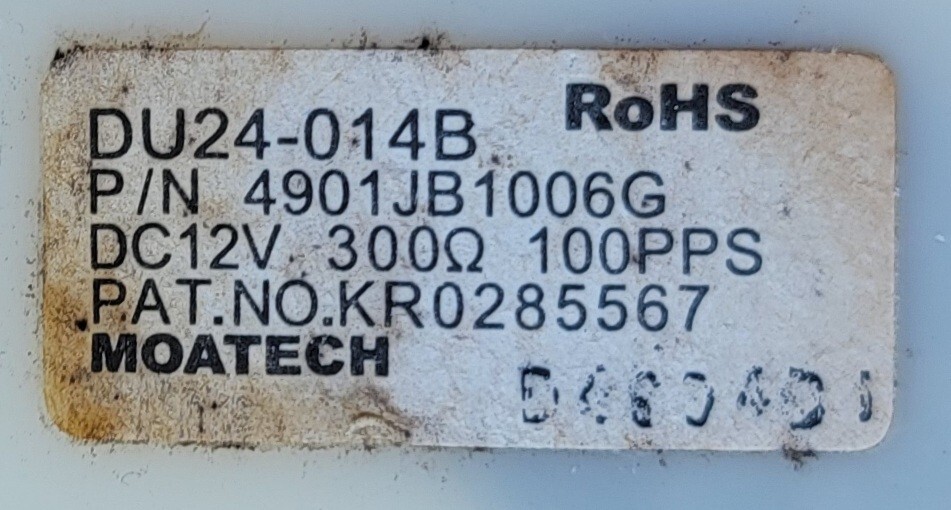 RoHS
DU24-014B
P/N 4901JB1006G
DC12V 300Ω 100PPS
PAT.NO.KR0285567
MOATECH